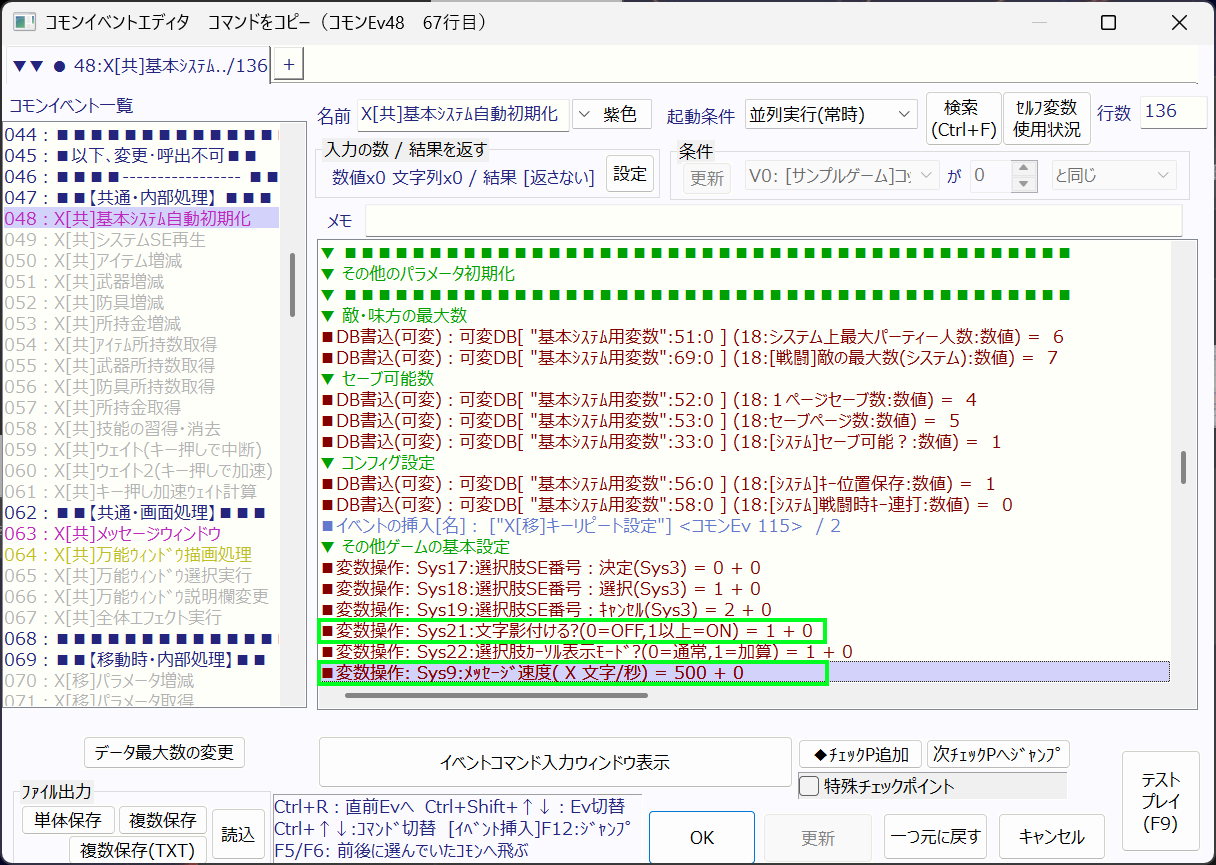 コモンイベントエディタ　コマンドをコピー（コモンEv48　67行目）
▼▼ ● 48:X[共]基本ｼｽﾃﾑ../136
+
コモンイベント一覧
044 : ■ ■ ■ ■ ■ ■ ■ ■ ■ ■ ■ ■ ■
045 : ■以下、変更･呼出不可■ ■
046 : ■ ■ ■ ■---------------- ■ ■
047 : ■ ■【共通･内部処理】 ■ ■ ■
048 : X[共]基本ｼｽﾃﾑ自動初期化
049 : X[共]システムSE再生
050 : X[共]アイテム増減
051 : X[共]武器増減
052 : X[共]防具増減
053 : X[共]所持金増減
054 : X[共]ｱｲﾃﾑ所持数取得
055 : X[共]武器所持数取得
056 : X[共]防具所持数取得
057 : X[共]所持金取得
058 : X[共]技能の習得･消去
059 : X[共]ウェイト(キー押しで中断)
060 : X[共]ウェイト2(キー押しで加速)
061 : X[共]キー押し加速ｳｪｲﾄ計算
062 : ■ ■【共通･画面処理】■ ■ ■
063 : X[共]メッセージウィンドウ
064 : X[共]万能ｳｨﾝﾄﾞｳ描画処理
065 : X[共]万能ｳｨﾝﾄﾞｳ選択実行
066 : X[共]万能ｳｨﾝﾄﾞｳ説明欄変更
067 : X[共]全体エフェクト実行
068 : ■ ■ ■ ■ ■ ■ ■ ■ ■ ■ ■ ■ ■
069 : ■ ■【移動時･内部処理】■ ■
070 : X[移]パラメータ増減
071 : X[移]パラメータ取得
データ最大数の変更
ファイル出力
単体保存
複数保存
複数保存(TXT)
読込
名前 X[共]基本システム自動初期化
紫色
起動条件 並列実行(常時)
検索
(Ctrl+F)
ｾﾙﾌ変数
使用状況
行数 136
入力の数 / 結果を返す
数値x0 文字列x0 / 結果 [返さない]
設定
条件
更新
V0: [サンプルゲーム]ｺｯ
が 0
と同じ
メモ
▼ ■ ■ ■ ■ ■ ■ ■ ■ ■ ■ ■ ■ ■ ■ ■ ■ ■ ■ ■ ■ ■ ■ ■ ■ ■ ■ ■ ■ ■ ■ ■ ■ ■ ■ ■ ■ ■ ■ ■ ■ ■ ■ ■
▼ その他のパラメータ初期化
▼ ■ ■ ■ ■ ■ ■ ■ ■ ■ ■ ■ ■ ■ ■ ■ ■ ■ ■ ■ ■ ■ ■ ■ ■ ■ ■ ■ ■ ■ ■ ■ ■ ■ ■ ■ ■ ■ ■ ■ ■ ■ ■ ■
▼ 敵･味方の最大数
■DB書込(可変) : 可変DB[ "基本ｼｽﾃﾑ用変数":51:0 ] (18:システム上最大パーティー人数:数値) = 6
■DB書込(可変) : 可変DB[ "基本ｼｽﾃﾑ用変数":69:0 ] (18:[戦闘]敵の最大数(システム):数値) = 7
▼ セーブ可能数
■DB書込(可変) : 可変DB[ "基本ｼｽﾃﾑ用変数":52:0 ] (18:１ページセーブ数:数値) = 4
■DB書込(可変) : 可変DB[ "基本ｼｽﾃﾑ用変数":53:0 ] (18:セーブページ数:数値) = 5
■DB書込(可変) : 可変DB[ "基本ｼｽﾃﾑ用変数":33:0 ] (18:[ｼｽﾃﾑ]セーブ可能？:数値) = 1
▼ コンフィグ設定
■DB書込(可変) : 可変DB[ "基本ｼｽﾃﾑ用変数":56:0 ] (18:[ｼｽﾃﾑ]ｷｰ位置保存:数値) = 1
■DB書込(可変) : 可変DB[ "基本ｼｽﾃﾑ用変数":58:0 ] (18:[ｼｽﾃﾑ]戦闘時ｷｰ連打:数値) = 0
■イベントの挿入[名] : ["X[移]キーリピート設定"] <コモンEv 115> / 2
▼ その他ゲームの基本設定
■変数操作: Sys17:選択肢SE番号 : 決定(Sys3) = 0 + 0
■変数操作: Sys18:選択肢SE番号 : 選択(Sys3) = 1 + 0
■変数操作: Sys19:選択肢SE番号 : ｷｬﾝｾﾙ(Sys3) = 2 + 0
■変数操作: Sys21:文字影付ける?(0=OFF,1以上=ON) = 1 + 0
■変数操作: Sys22:選択肢ｶｰｿﾙ表示ﾓｰﾄﾞ?(0=通常,1=加算) = 1 + 0
■変数操作: Sys9:ﾒｯｾｰｼﾞ速度( X 文字/秒) = 500 + 0
イベントコマンド入力ウィンドウ表示
◆ﾁｪｯｸP追加
次ﾁｪｯｸPへｼﾞｬﾝﾌﾟ
特殊チェックポイント
テスト
プレイ
(F9)
Ctrl+R : 直前Evへ Ctrl+Shift+↑↓ : Ev切替
Ctrl+↑↓:ｺﾏﾝﾄﾞ切替 [ｲﾍﾞﾝﾄ挿入]F12:ｼﾞｬﾝﾌﾟ
F5/F6: 前後に選んでいたｺﾓﾝへ飛ぶ
OK
更新
一つ元に戻す
キャンセル